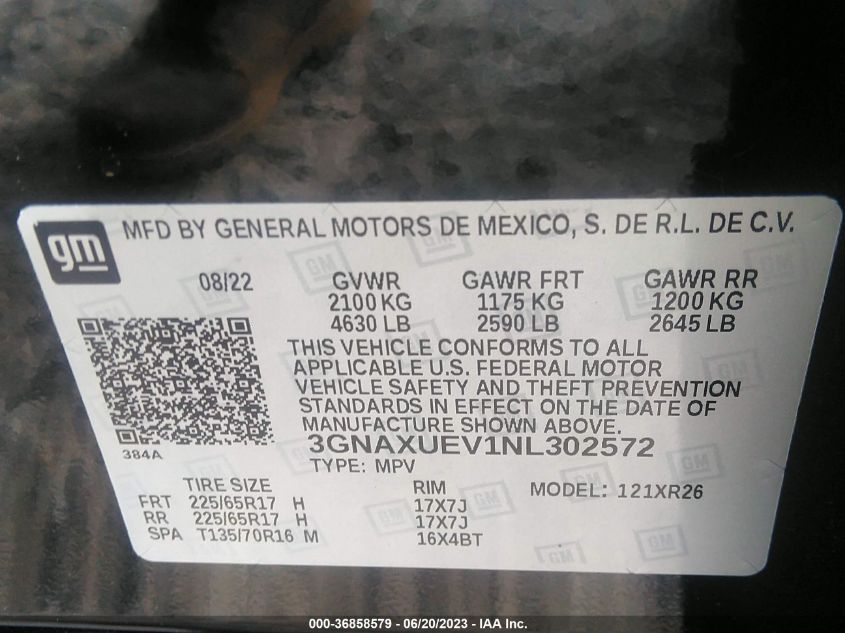 gm MFD BY GENERAL MOTORS DE MEXICO, S. DE R.L. DE C.V.
08/22 GVWR GAWR FRT GAWR RR
2100 KG 1175 KG 1200 KG
4630 LB 2590 LB 2645 LB
THIS VEHICLE CONFORMS TO ALL
APPLICABLE U.S. FEDERAL MOTOR
VEHICLE SAFETY AND THEFT PREVENTION
STANDARDS IN EFFECT ON THE DATE OF
MANUFACTURE SHOWN ABOVE.
3GNAXUEV1NL302572
384A
TYPE: MPV
TIRE SIZE RIM MODEL: 121XR26
FRT 225/65R17 H 17X7J
RR 225/65R17 H 17X7J
SPA T135/70R16 M 16X4BT
000-36858579 — 06/20/2023 — IAA Inc.